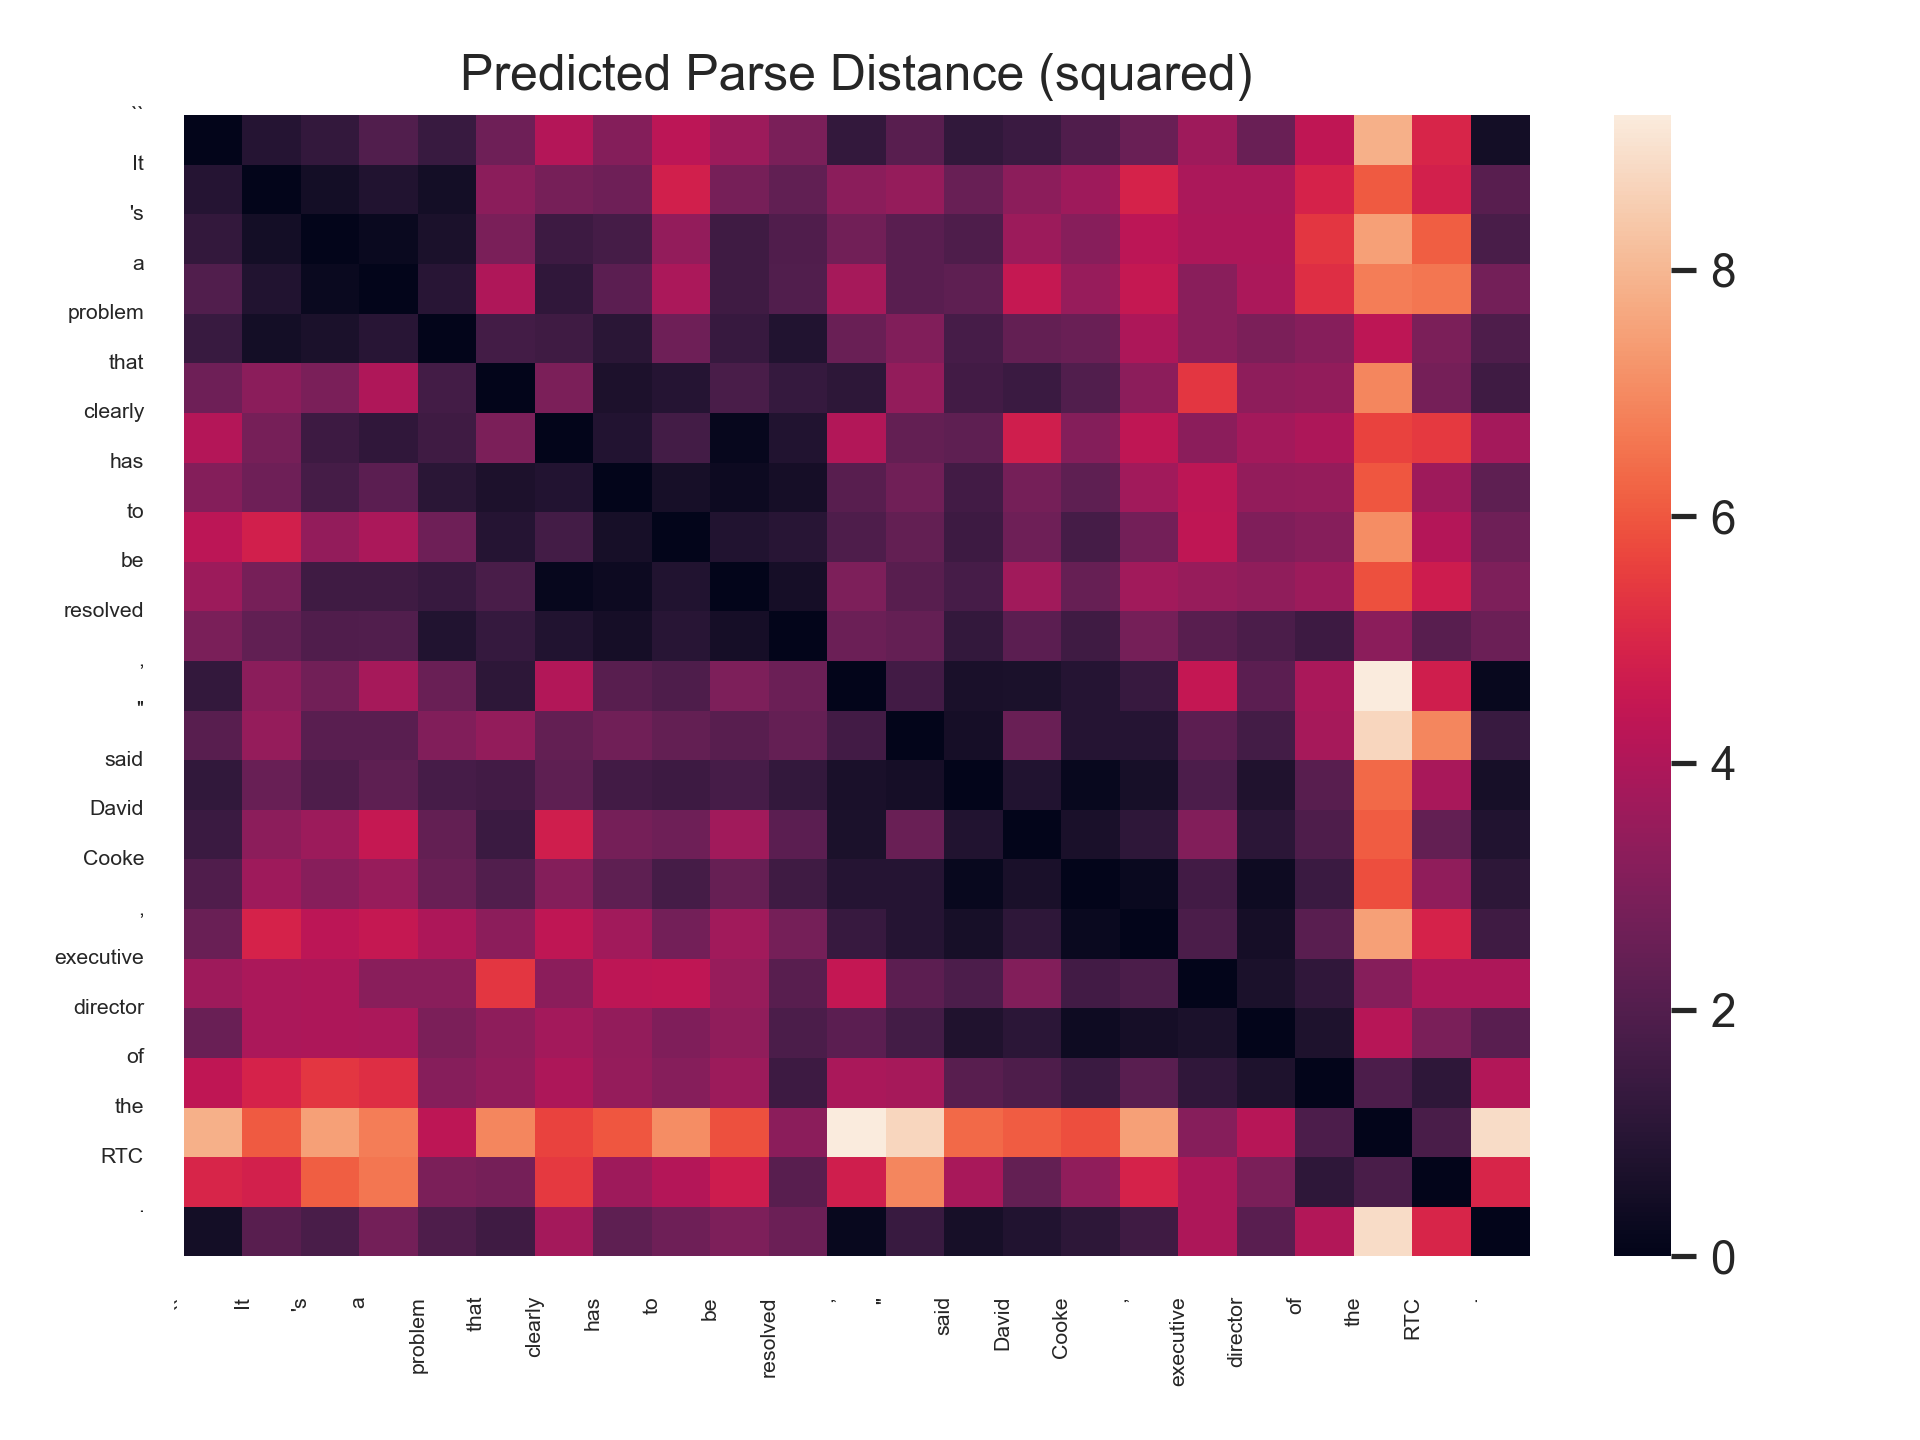 Predicted Parse Distance (squared)
``
It
's
a
problem
that
clearly
has
to
be
resolved
,
"
said
David
Cooke
,
executive
director
of
the
RTC
.
8
6
4
2
0
``
It
's
a
problem
that
clearly
has
to
be
resolved
,
"
said
David
Cooke
,
executive
director
of
the
RTC
.